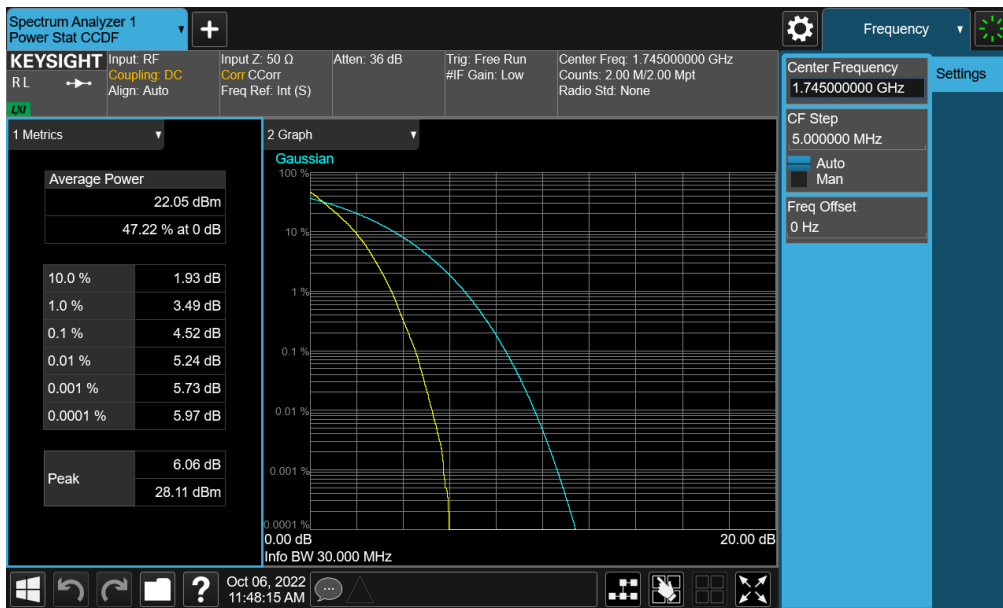 Spectrum Analyzer 1
Power Stat CCDF
+
Frequency
KEYSIGHT
R L
LXI
Input: RF
Coupling: DC
Align: Auto
Input Z: 50 Ω
Corr CCorr
Freq Ref: Int (S)
Atten: 36 dB
Trig: Free Run
#IF Gain: Low
Center Freq: 1.745000000 GHz
Counts: 2.00 M/2.00 Mpt
Radio Std: None
Center Frequency
1.745000000 GHz
Settings
CF Step
5.000000 MHz
Auto
Man
Freq Offset
0 Hz
1 Metrics
Average Power
22.05 dBm
47.22 % at 0 dB
10.0 % 1.93 dB
1.0 % 3.49 dB
0.1 % 4.52 dB
0.01 % 5.24 dB
0.001 % 5.73 dB
0.0001 % 5.97 dB
Peak
6.06 dB
28.11 dBm
2 Graph
Gaussian
100 %
10 %
1 %
0.1 %
0.01 %
0.001 %
0.0001 %
0.00 dB 20.00 dB
Info BW 30.000 MHz
?
Oct 06, 2022
11:48:15 AM